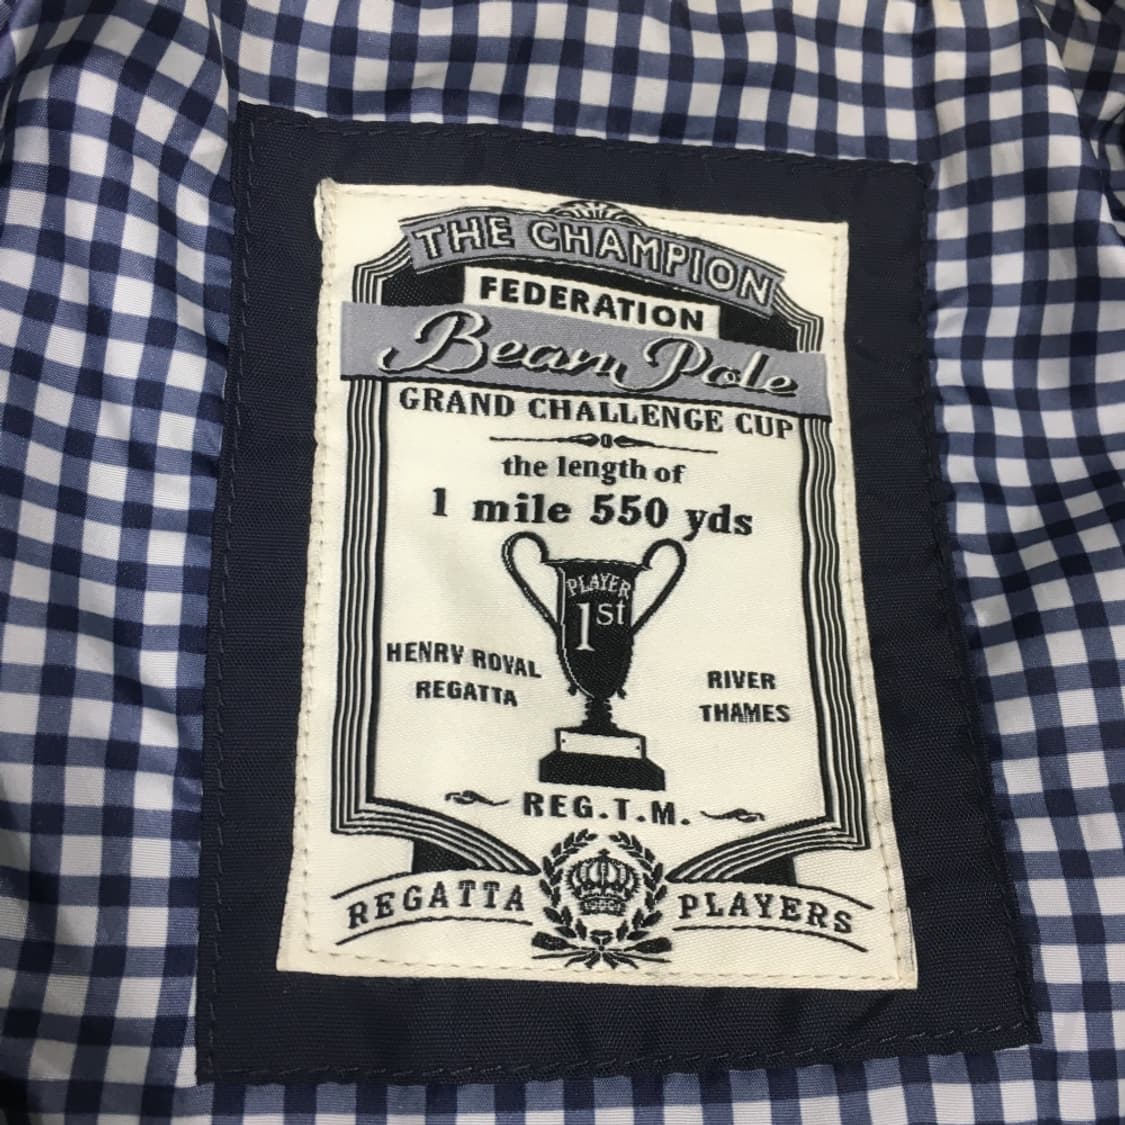 THE CHAMPION
FEDERATION
Bean Pole
GRAND CHALLENGE CUP
the length of
1 mile 550 yds
PLAYER
1st
HENRY ROYAL
REGATTA
RIVER
THAMES
REG.T.M.
REGATTA PLAYERS